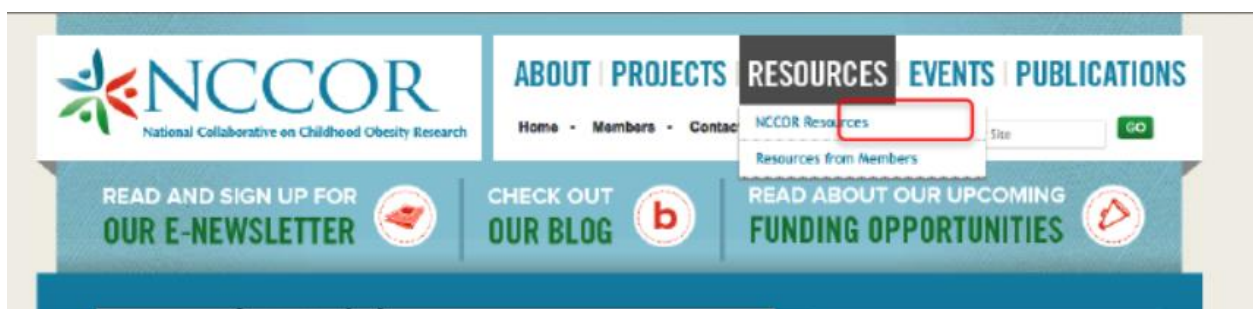 NCCOR
National Collaborative on Childhood Obesity Research
ABOUT | PROJECTS | RESOURCES | EVENTS | PUBLICATIONS
Home - Members - Contac
NCCOR Resources
Site
GO
Resources from Members
READ AND SIGN UP FOR
OUR E-NEWSLETTER
CHECK OUT
OUR BLOG
b
READ ABOUT OUR UPCOMING
FUNDING OPPORTUNITIES